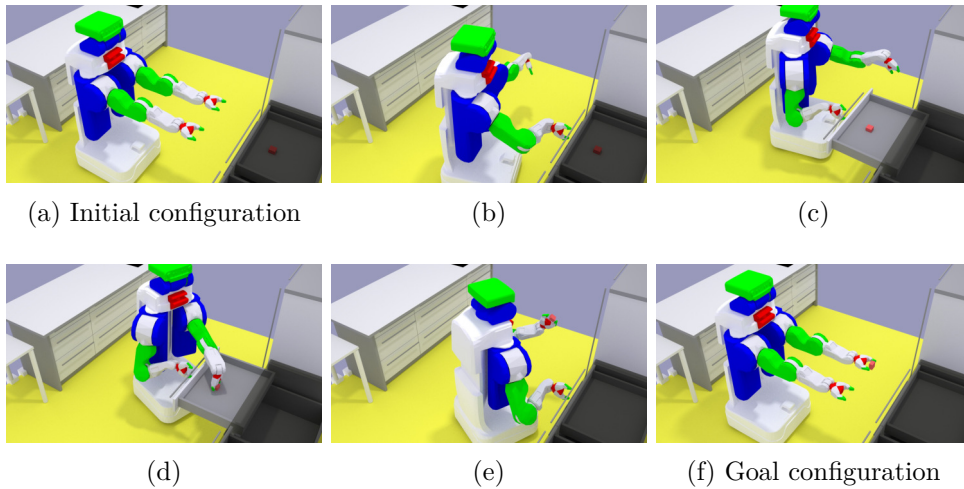 (a) Initial configuration
(b)
(c)
(d)
(e)
(f) Goal configuration